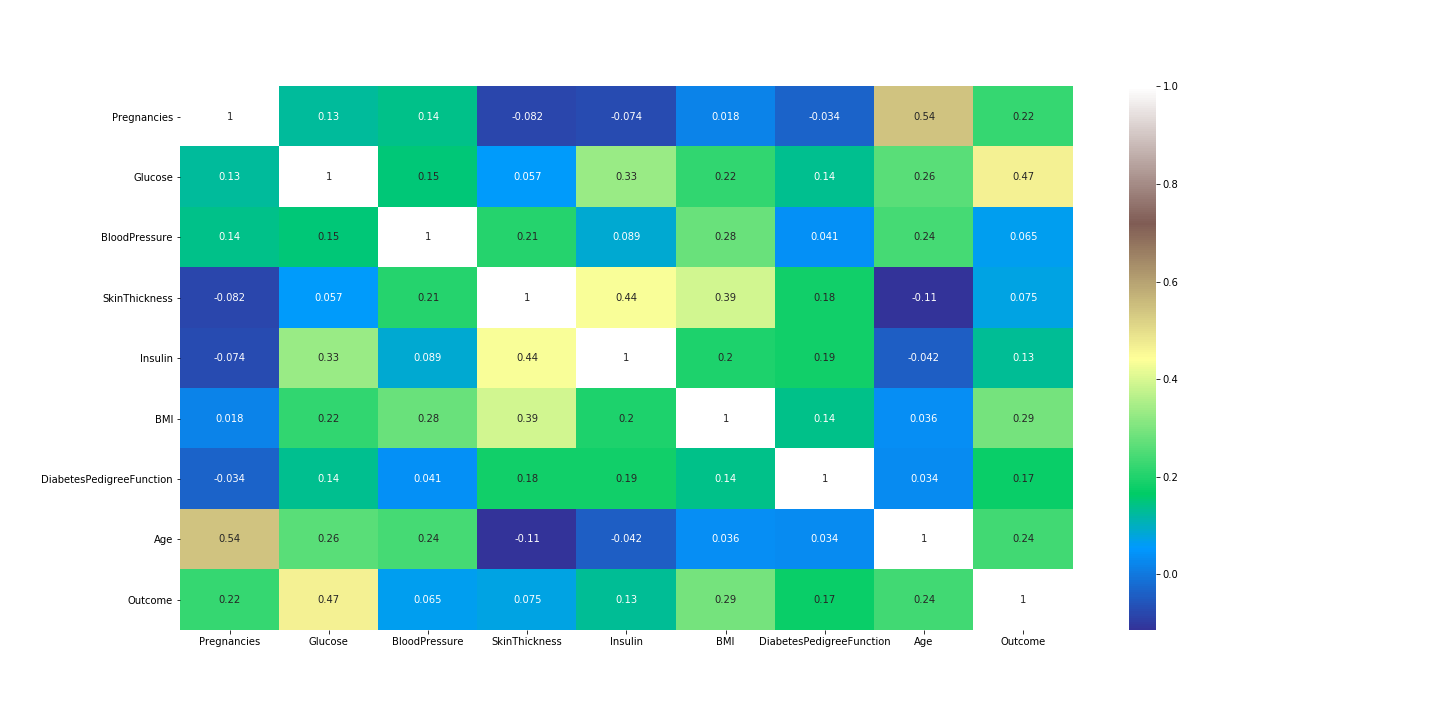 1.0
Pregnancies 1 0.13 0.14 -0.082 -0.074 0.018 -0.034 0.54 0.22
Glucose 0.13 1 0.15 0.057 0.33 0.22 0.14 0.26 0.47
0.8
BloodPressure 0.14 0.15 1 0.21 0.089 0.28 0.041 0.24 0.065
0.6
SkinThickness -0.082 0.057 0.21 1 0.44 0.39 0.18 -0.11 0.075
Insulin -0.074 0.33 0.089 0.44 1 0.2 0.19 -0.042 0.13
0.4
BMI 0.018 0.22 0.28 0.39 0.2 1 0.14 0.036 0.29
0.2
DiabetesPedigreeFunction -0.034 0.14 0.041 0.18 0.19 0.14 1 0.034 0.17
Age 0.54 0.26 0.24 -0.11 -0.042 0.036 0.034 1 0.24
0.0
Outcome 0.22 0.47 0.065 0.075 0.13 0.29 0.17 0.24 1
Pregnancies Glucose BloodPressure SkinThickness Insulin BMI DiabetesPedigreeFunction Age Outcome